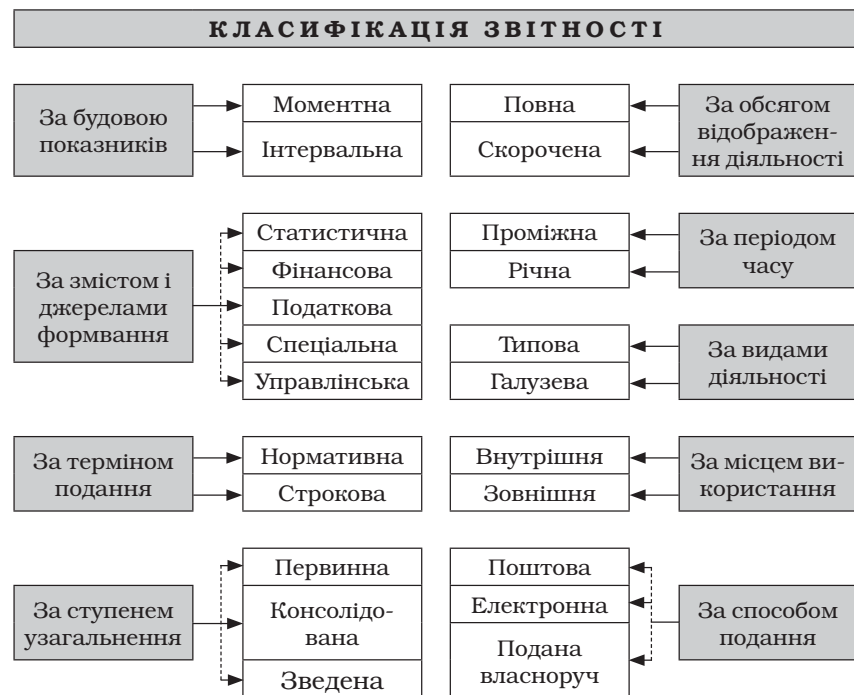 КЛАСИФІКАЦІЯ ЗВІТНОСТІ
За будовою
показників
Моментна
Інтервальна
Повна
Скорочена
За обсягом
відображен-
ня діяльності
За змістом і
джерелами
формвання
Статистична
Фінансова
Податкова
Спеціальна
Управлінська
Проміжна
Річна
За періодом
часу
Типова
Галузева
За видами
діяльності
За терміном
подання
Нормативна
Строкова
Внутрішня
Зовнішня
За місцем ви-
користання
За ступенем
узагальнення
Первинна
Консолідо-
вана
Зведена
Поштова
Електронна
Подана
власноруч
За способом
подання